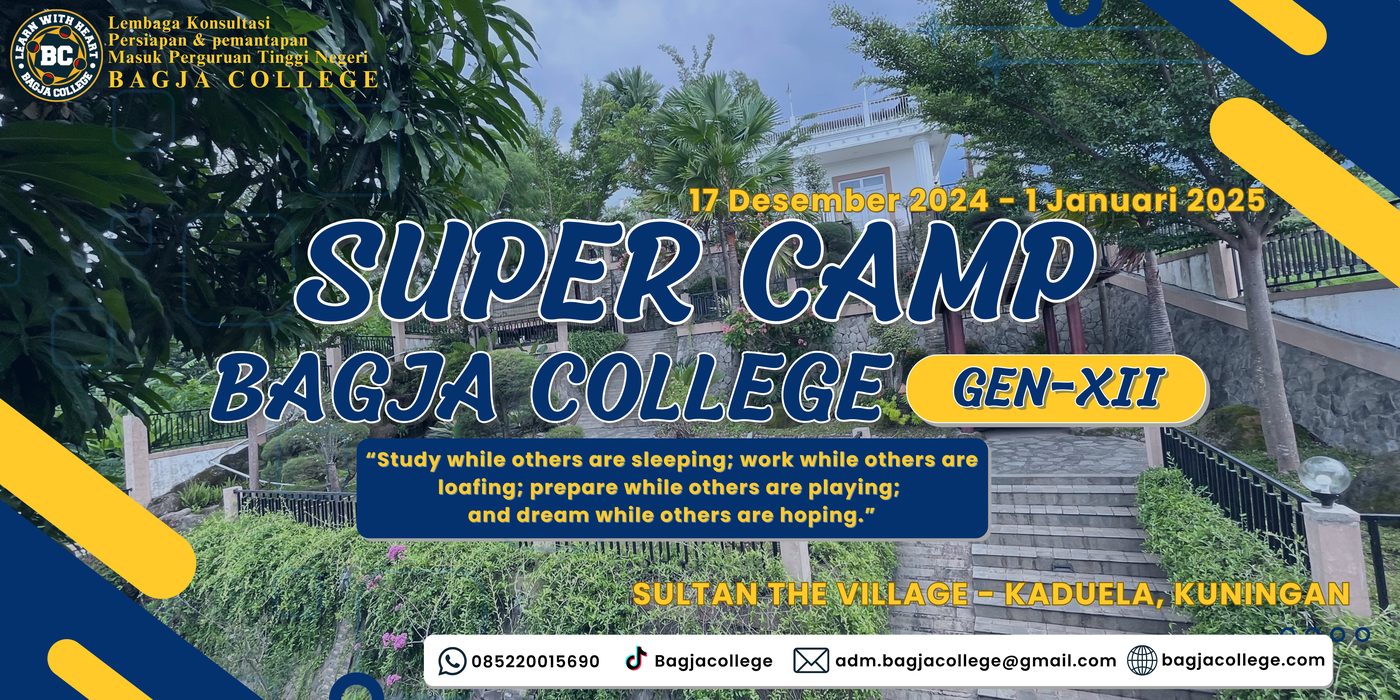 LEARN WITH HEART
BC
BAGJA COLLEGE
Lembaga Konsultasi
Persiapan & pemantapan
Masuk Perguruan Tinggi Negeri
BAGJA COLLEGE
17 Desember 2024 - 1 Januari 2025
SUPER CAMP
BAGJA COLLEGE GEN-XII
“Study while others are sleeping; work while others are
loafing; prepare while others are playing;
and dream while others are hoping.”
SULTAN THE VILLAGE - KADUELA, KUNINGAN
085220015690 Bagjacollege adm.bagjacollege@gmail.com bagjacollege.com